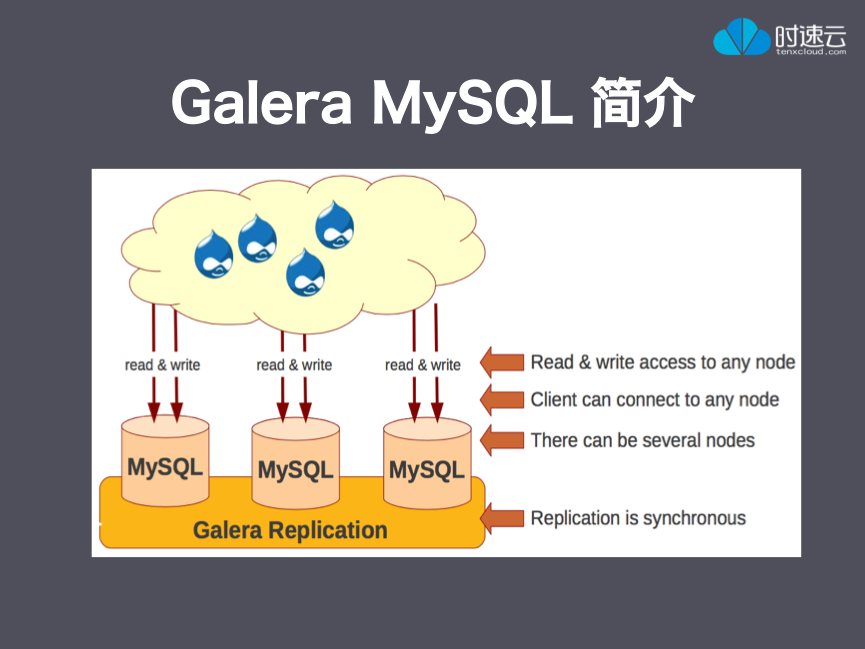 时速云
tenxcloud.com
Galera MySQL 简介
read & write
read & write
read & write
Read & write access to any node
Client can connect to any node
There can be several nodes
MySQL
MySQL
MySQL
Replication is synchronous
Galera Replication